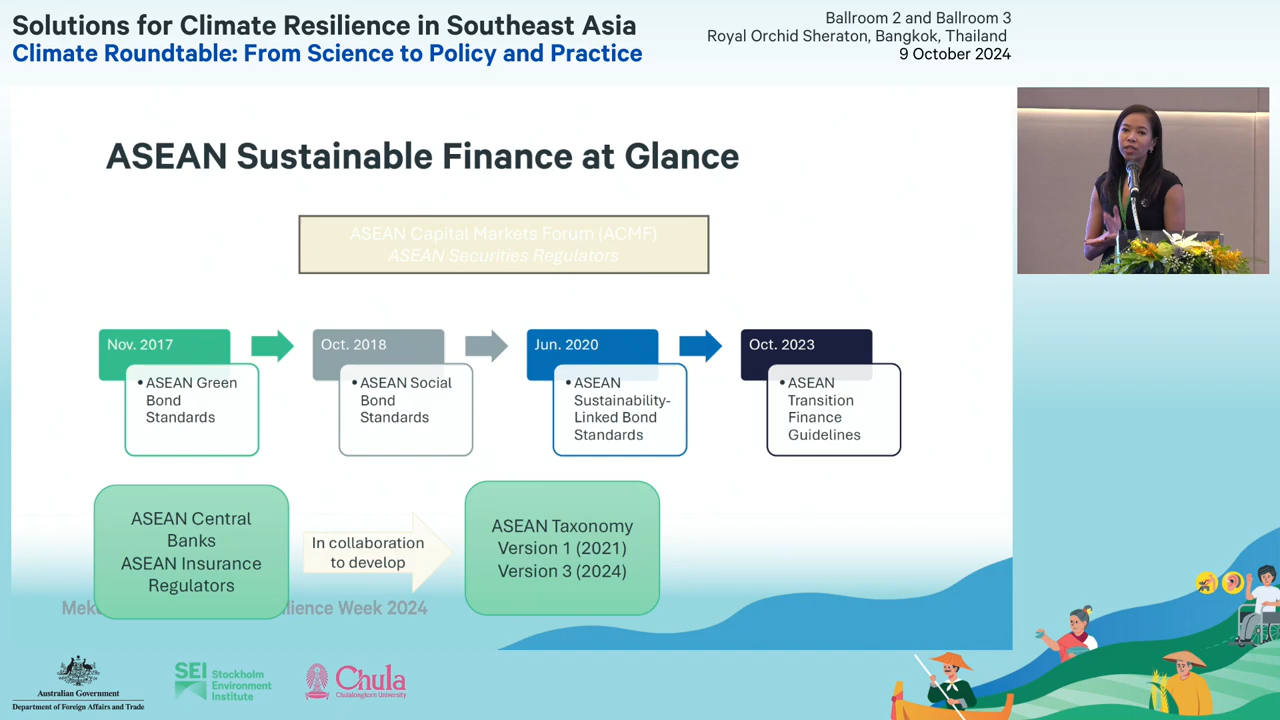 Solutions for Climate Resilience in Southeast Asia
Climate Roundtable: From Science to Policy and Practice
Ballroom 2 and Ballroom 3
Royal Orchid Sheraton, Bangkok, Thailand
9 October 2024
ASEAN Sustainable Finance at Glance
ASEAN Capital Markets Forum (ACMF)
ASEAN Securities Regulators
Nov. 2017
• ASEAN Green
Bond
Standards
Oct. 2018
• ASEAN Social
Bond
Standards
Jun. 2020
• ASEAN
Sustainability-
Linked Bond
Standards
Oct. 2023
• ASEAN
Transition
Finance
Guidelines
ASEAN Central
Banks
ASEAN Insurance
Regulators
In collaboration
to develop
ASEAN Taxonomy
Version 1 (2021)
Version 3 (2024)
Week 2024
Australian Government
Department of Foreign Affairs and Trade
SEI Stockholm
Environment
Institute
Chula
Chulalongkorn University